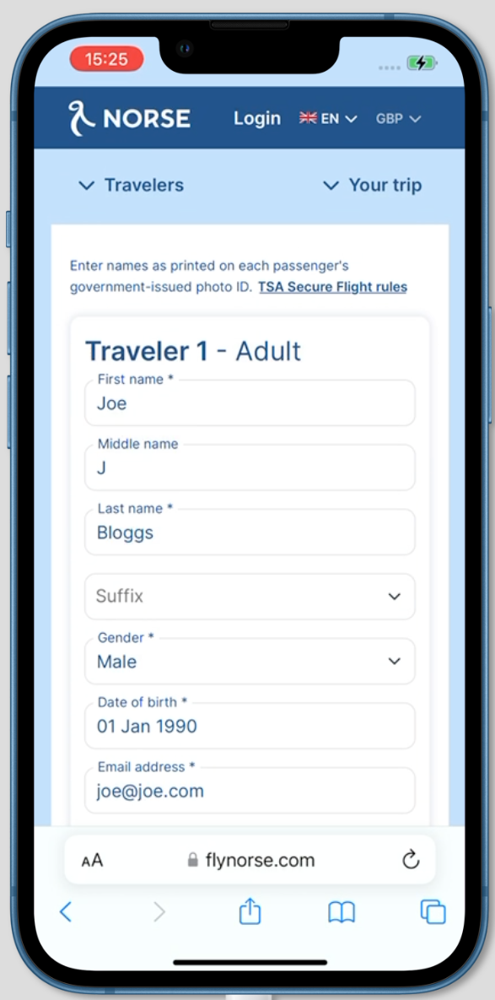 15:25
NORSE Login EN GBP
Travelers Your trip
Enter names as printed on each passenger's
government-issued photo ID. TSA Secure Flight rules
Traveler 1 - Adult
First name *
Joe
Middle name
J
Last name *
Bloggs
Suffix
Gender *
Male
Date of birth *
01 Jan 1990
Email address *
joe@joe.com
AA flynorse.com